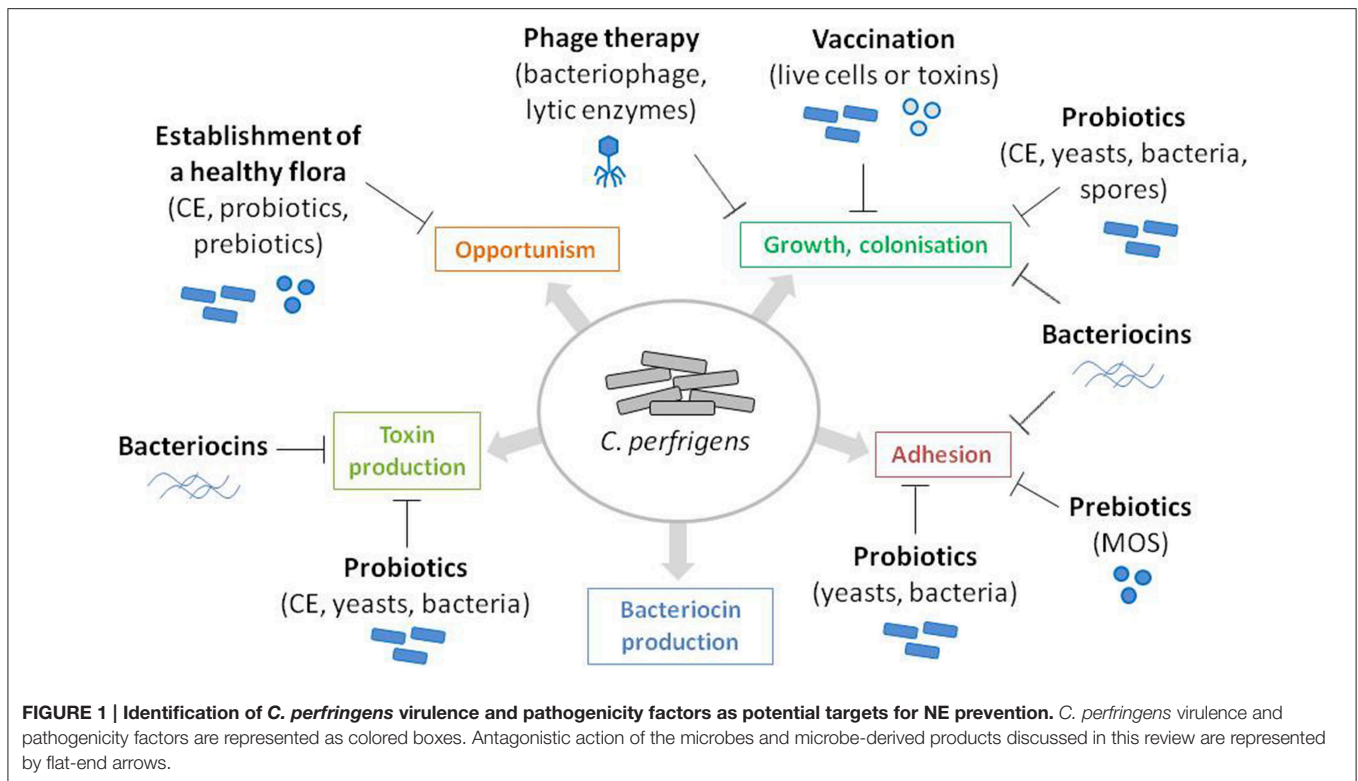 Phage therapy
(bacteriophage,
lytic enzymes)
Vaccination
(live cells or toxins)
Probiotics
(CE, yeasts, bacteria,
spores)
Establishment of
a healthy flora
(CE, probiotics,
prebiotics)
Opportunism
Growth, colonisation
Bacteriocins
C. perfrigens
Bacteriocins
Toxin
production
Adhesion
Prebiotics
(MOS)
Probiotics
(CE, yeasts, bacteria)
Bacteriocin
production
Probiotics
(yeasts, bacteria)
FIGURE 1 | Identification of C. perfringens virulence and pathogenicity factors as potential targets for NE prevention. C. perfringens virulence and
pathogenicity factors are represented as colored boxes. Antagonistic action of the microbes and microbe-derived products discussed in this review are represented
by flat-end arrows.